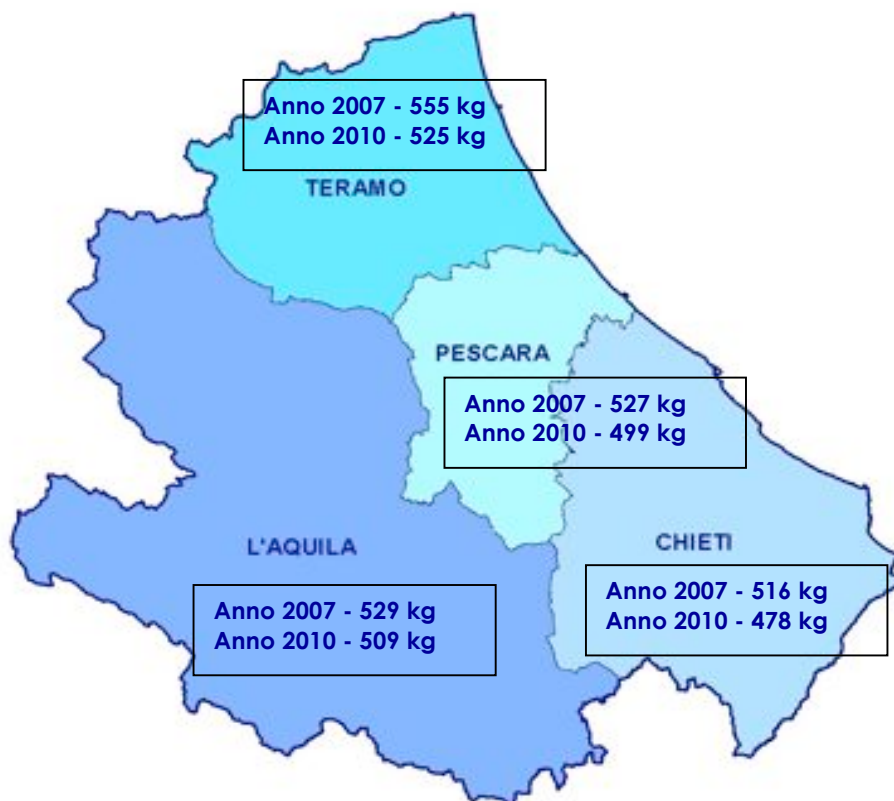 Anno 2007 - 555 kg
Anno 2010 - 525 kg
TERAMO
PESCARA
Anno 2007 - 527 kg
Anno 2010 - 499 kg
L'AQUILA
Anno 2007 - 529 kg
Anno 2010 - 509 kg
CHIETI
Anno 2007 - 516 kg
Anno 2010 - 478 kg